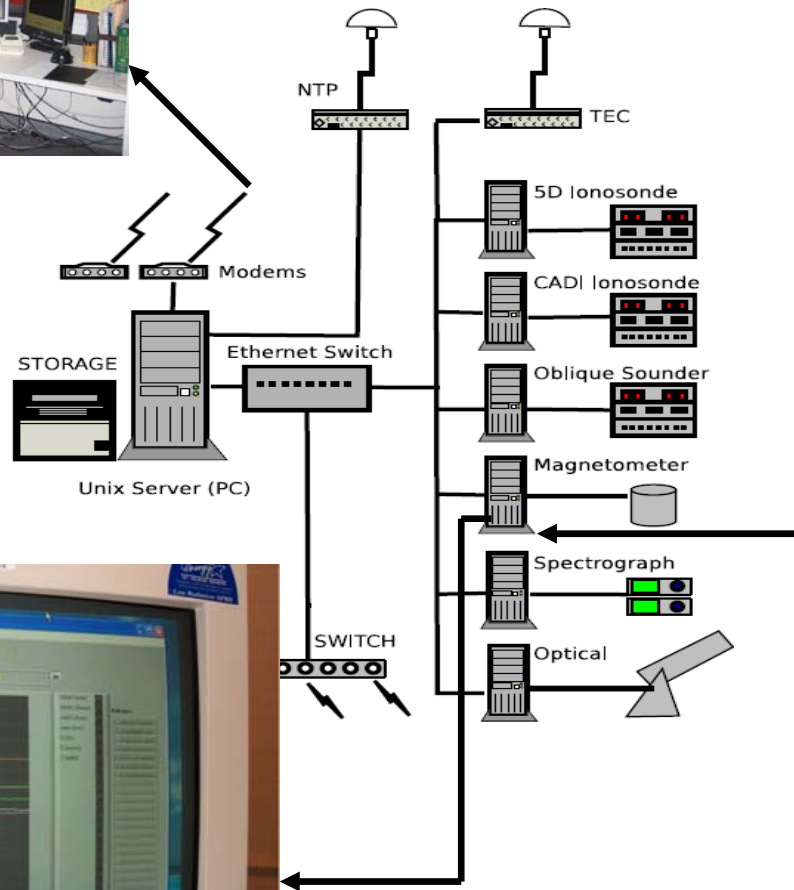 NTP
TEC
5D Ionosonde
Modems
CADI Ionosonde
Ethernet Switch
STORAGE
Oblique Sounder
Magnetometer
Unix Server (PC)
Spectrograph
SWITCH
Optical